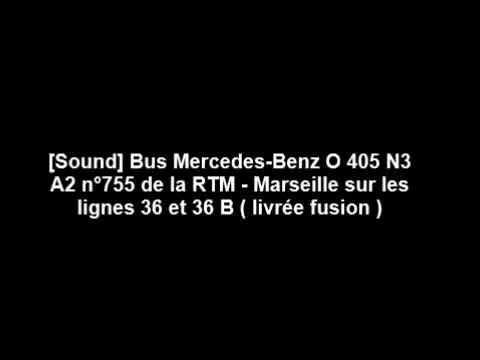 [Sound] Bus Mercedes-Benz O 405 N3
A2 n°755 de la RTM - Marseille sur les
lignes 36 et 36 B ( livrée fusion )